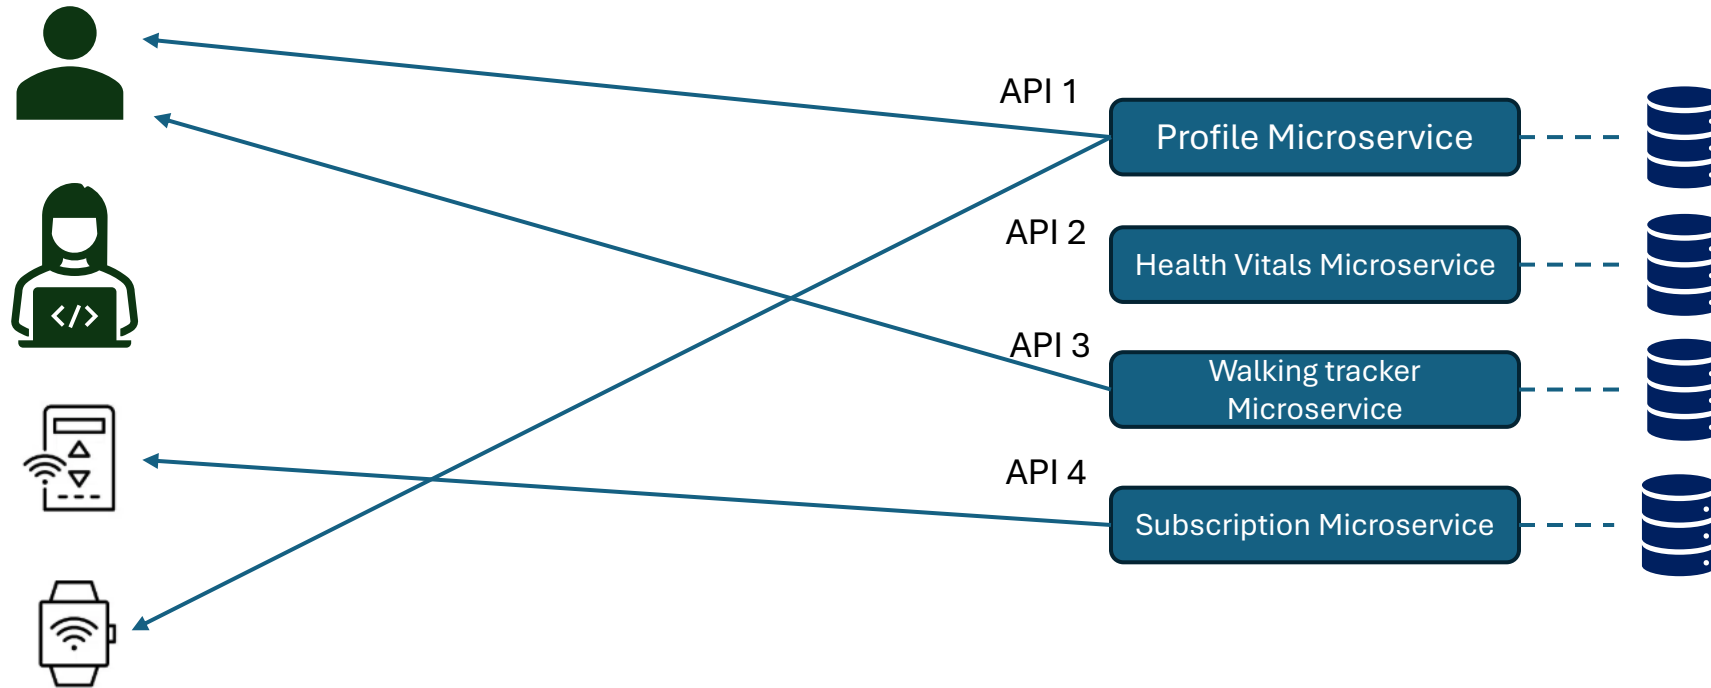 API 1
Profile Microservice
API 2
Health Vitals Microservice
</>
API 3
Walking tracker
Microservice
API 4
Subscription Microservice